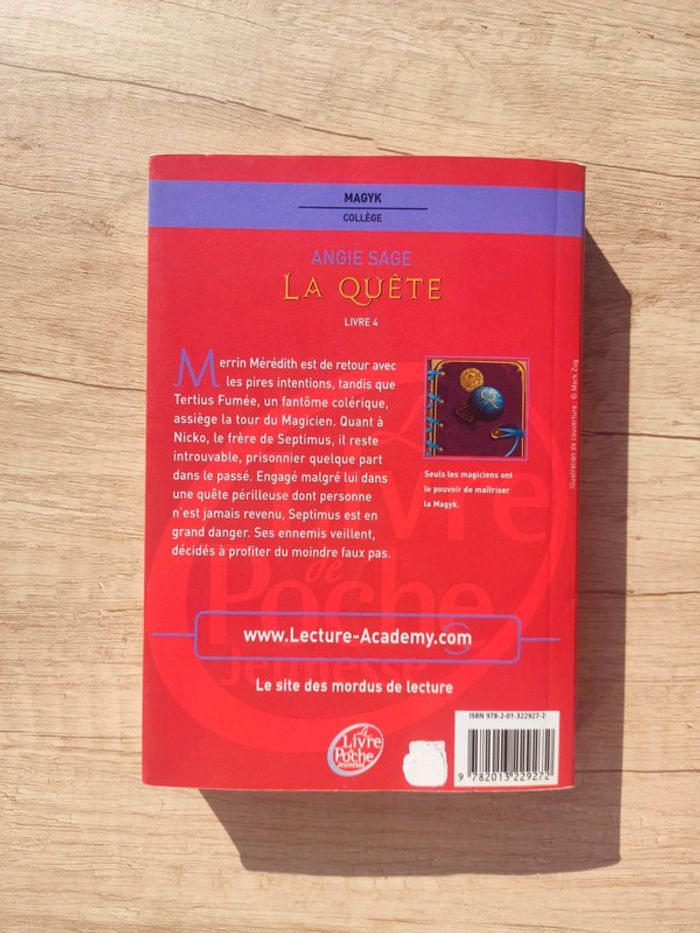 MAGYK
COLLÈGE
ANGIE SAGE
LA QUÊTE
LIVRE 4
Merrin Mérédith est de retour avec
les pires intentions, tandis que
Tertius Fumée, un fantôme colérique,
assiège la tour du Magicien. Quant à
Nicko, le frère de Septimus, il reste
introuvable, prisonnier quelque part
dans le passé. Engagé malgré lui dans
une quête périlleuse dont personne
n'est jamais revenu, Septimus est en
grand danger. Ses ennemis veillent,
décidés à profiter du moindre faux pas.
Seuls les magiciens ont
le pouvoir de maîtriser
la Magyk.
Illustration de couverture : © Mark Zug
Le Livre de Poche Jeunesse
www.Lecture-Academy.com
Le site des mordus de lecture
Le
Livre
de
Poche
Jeunesse
ISBN 978-2-01-322927-2
9 782013 229272